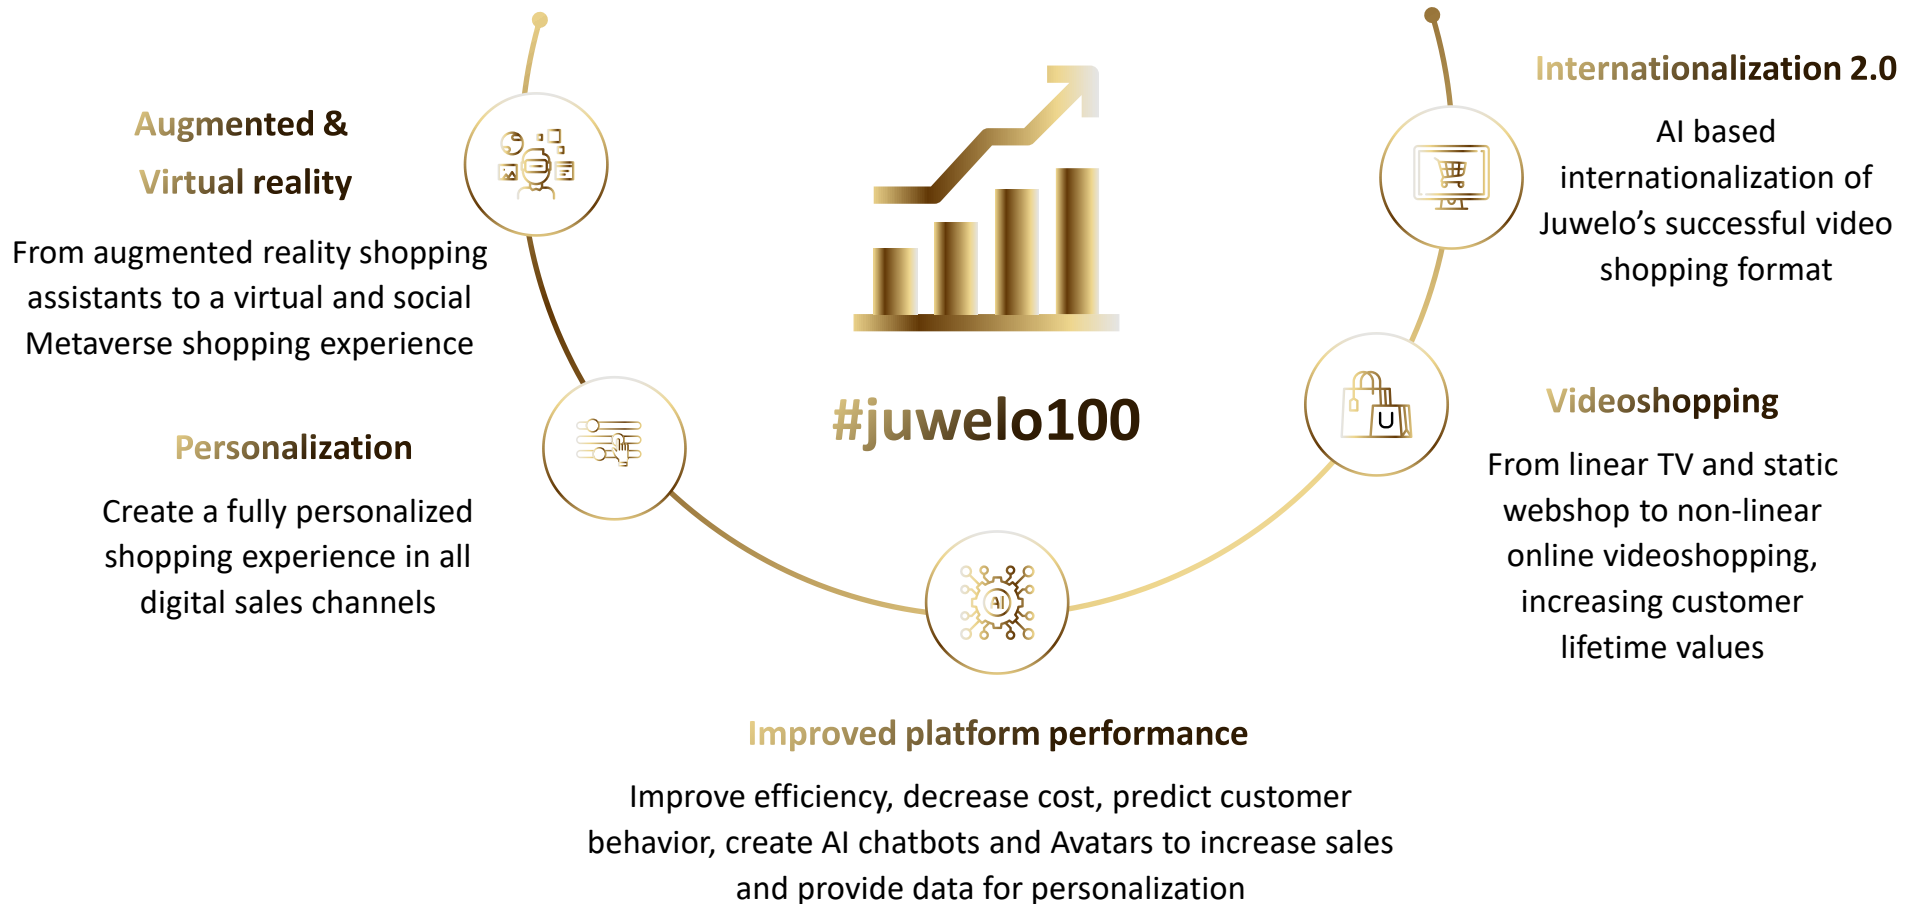 Augmented &
Virtual reality
From augmented reality shopping
assistants to a virtual and social
Metaverse shopping experience
Personalization
Create a fully personalized
shopping experience in all
digital sales channels
#juwelo100
AI
Improved platform performance
Improve efficiency, decrease cost, predict customer
behavior, create AI chatbots and Avatars to increase sales
and provide data for personalization
Internationalization 2.0
AI based
internationalization of
Juwelo’s successful video
shopping format
U
Videoshopping
From linear TV and static
webshop to non-linear
online videoshopping,
increasing customer
lifetime values